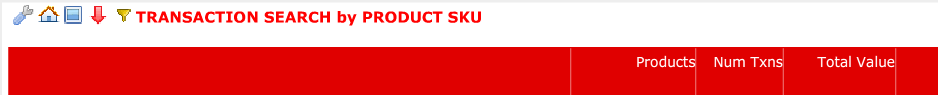 TRANSACTION SEARCH by PRODUCT SKU
Products Num Txns Total Value